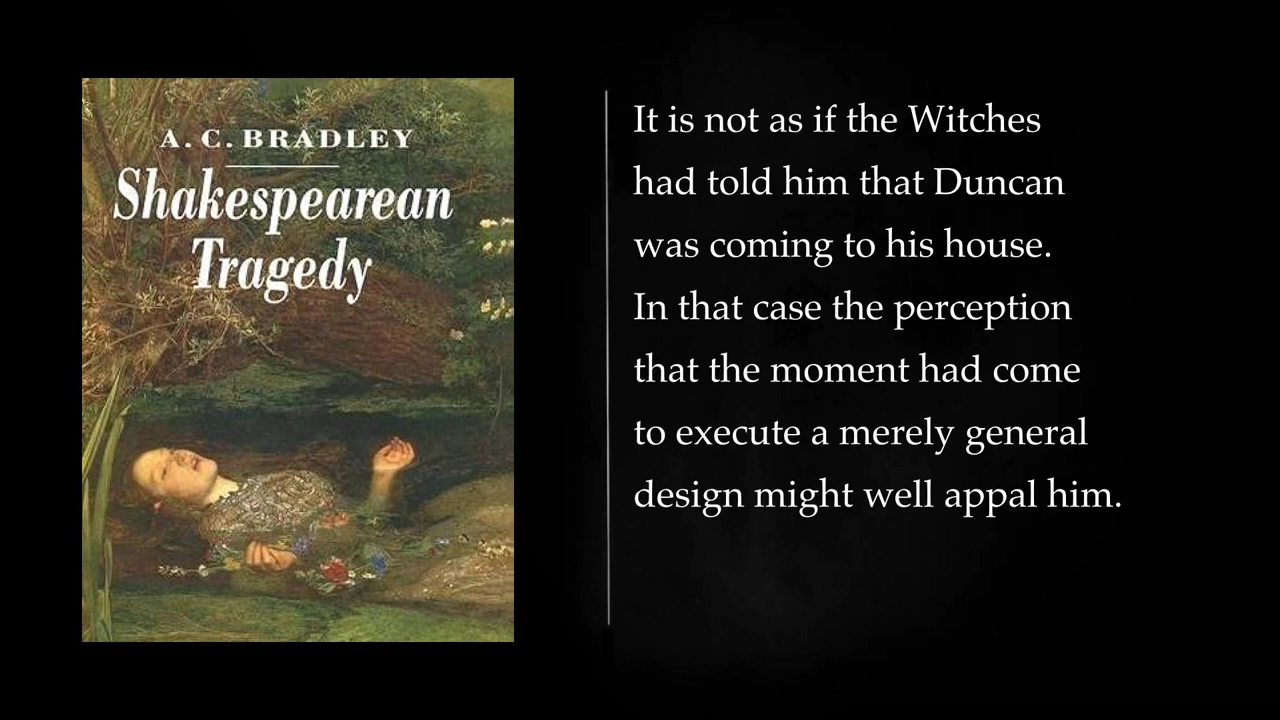 A. C. BRADLEY
Shakespearean
Tragedy
It is not as if the Witches
had told him that Duncan
was coming to his house.
In that case the perception
that the moment had come
to execute a merely general
design might well appal him.